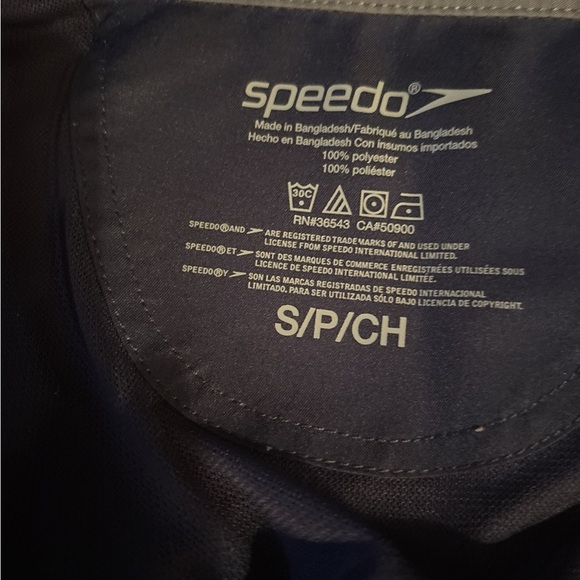 speedo®
Made in Bangladesh/Fabriqué au Bangladesh
Hecho en Bangladesh Con insumos importados
100% polyester
100% poliéster
30C
RN#36543 CA#50900
SPEEDO®AND ARE REGISTERED TRADEMARKS OF AND USED UNDER
LICENSE FROM SPEEDO INTERNATIONAL LIMITED.
SPEEDO®ET SONT DES MARQUES DE COMMERCE ENREGISTRÉES UTILISÉES SOUS
LICENCE DE SPEEDO INTERNATIONAL LIMITÉE.
SPEEDO®Y SON LAS MARCAS REGISTRADAS DE SPEEDO INTERNACIONAL
LIMITADO. PARA SER UTILIZADA SÓLO BAJO LICENCIA DE COPYRIGHT.
S/P/CH